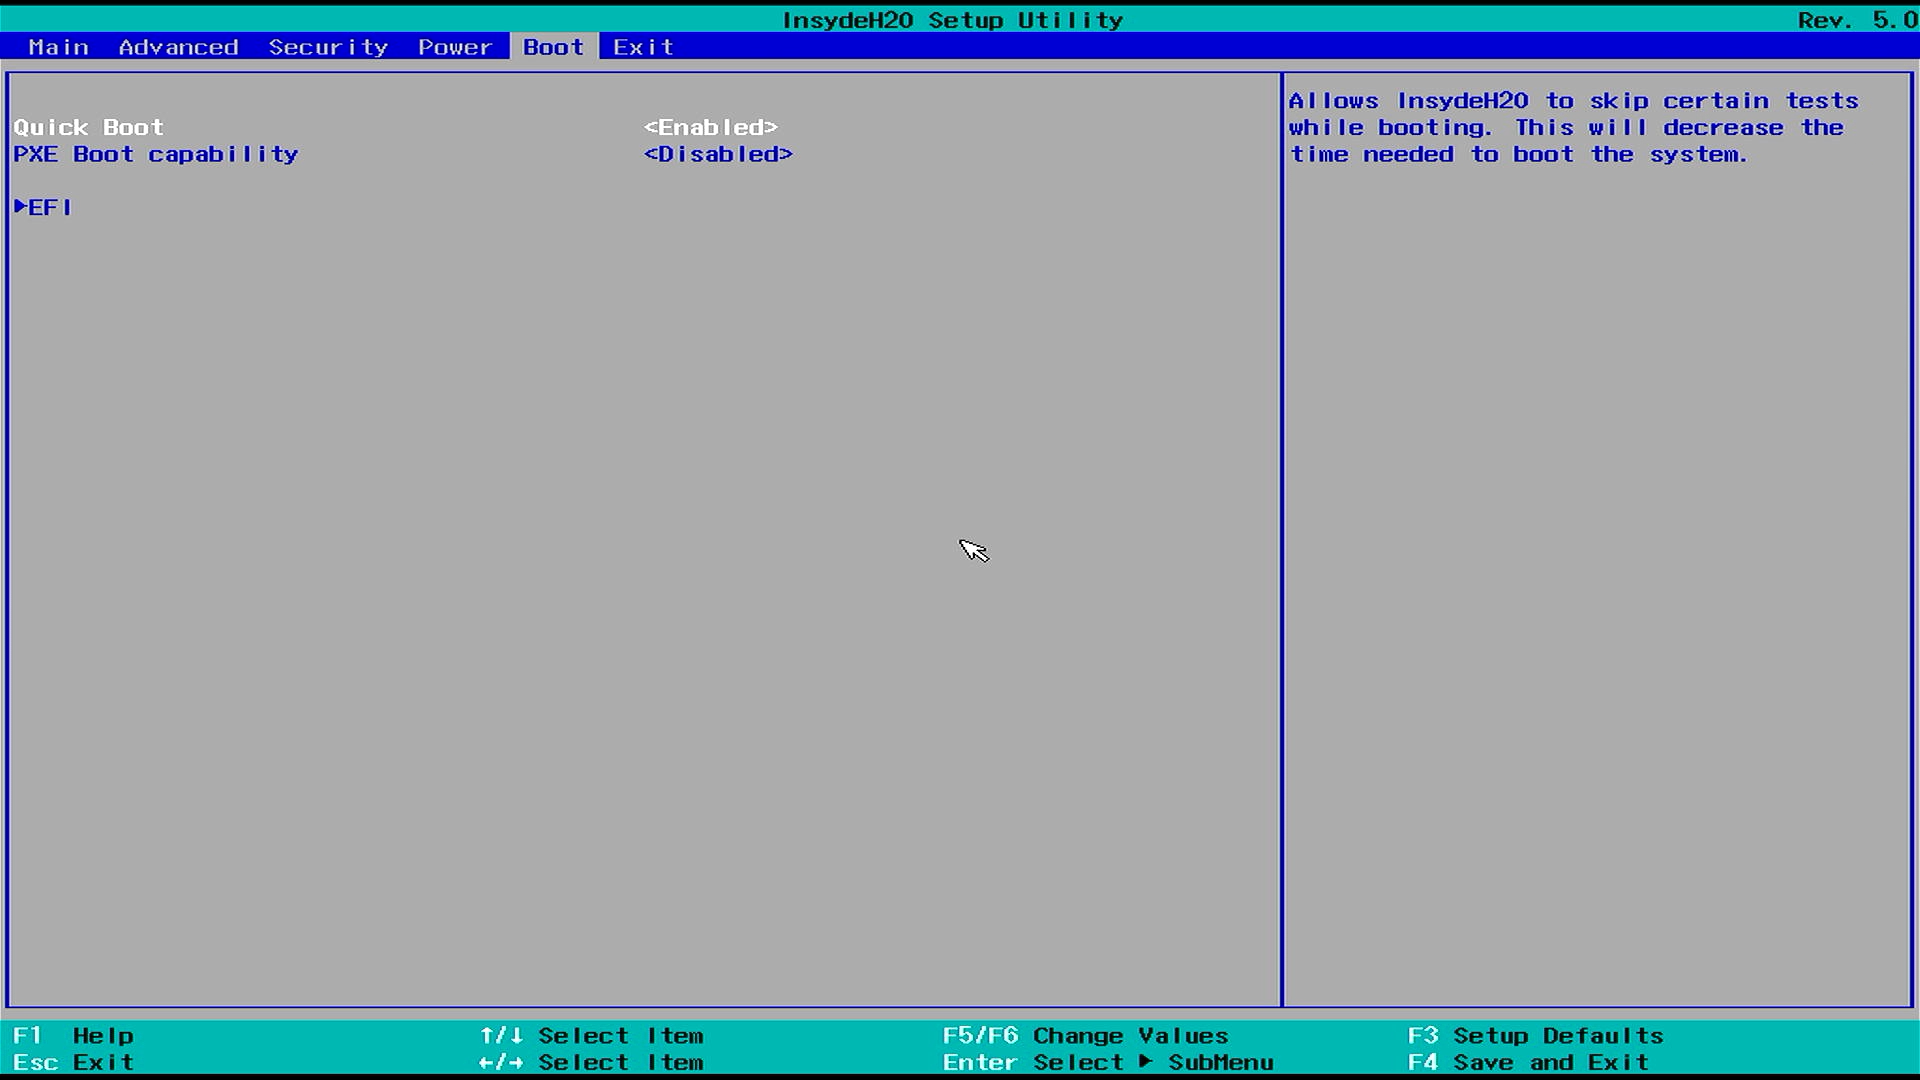 InsydeH20 Setup Utility Rev. 5.0
Main Advanced Security Power Boot Exit
Quick Boot <Enabled>
PXE Boot capability <Disabled>
▶EFI
Allows InsydeH20 to skip certain tests
while booting. This will decrease the
time needed to boot the system.
F1 Help ↑/↓ Select Item F5/F6 Change Values F3 Setup Defaults
Esc Exit ←/→ Select Item Enter Select ▶ SubMenu F4 Save and Exit